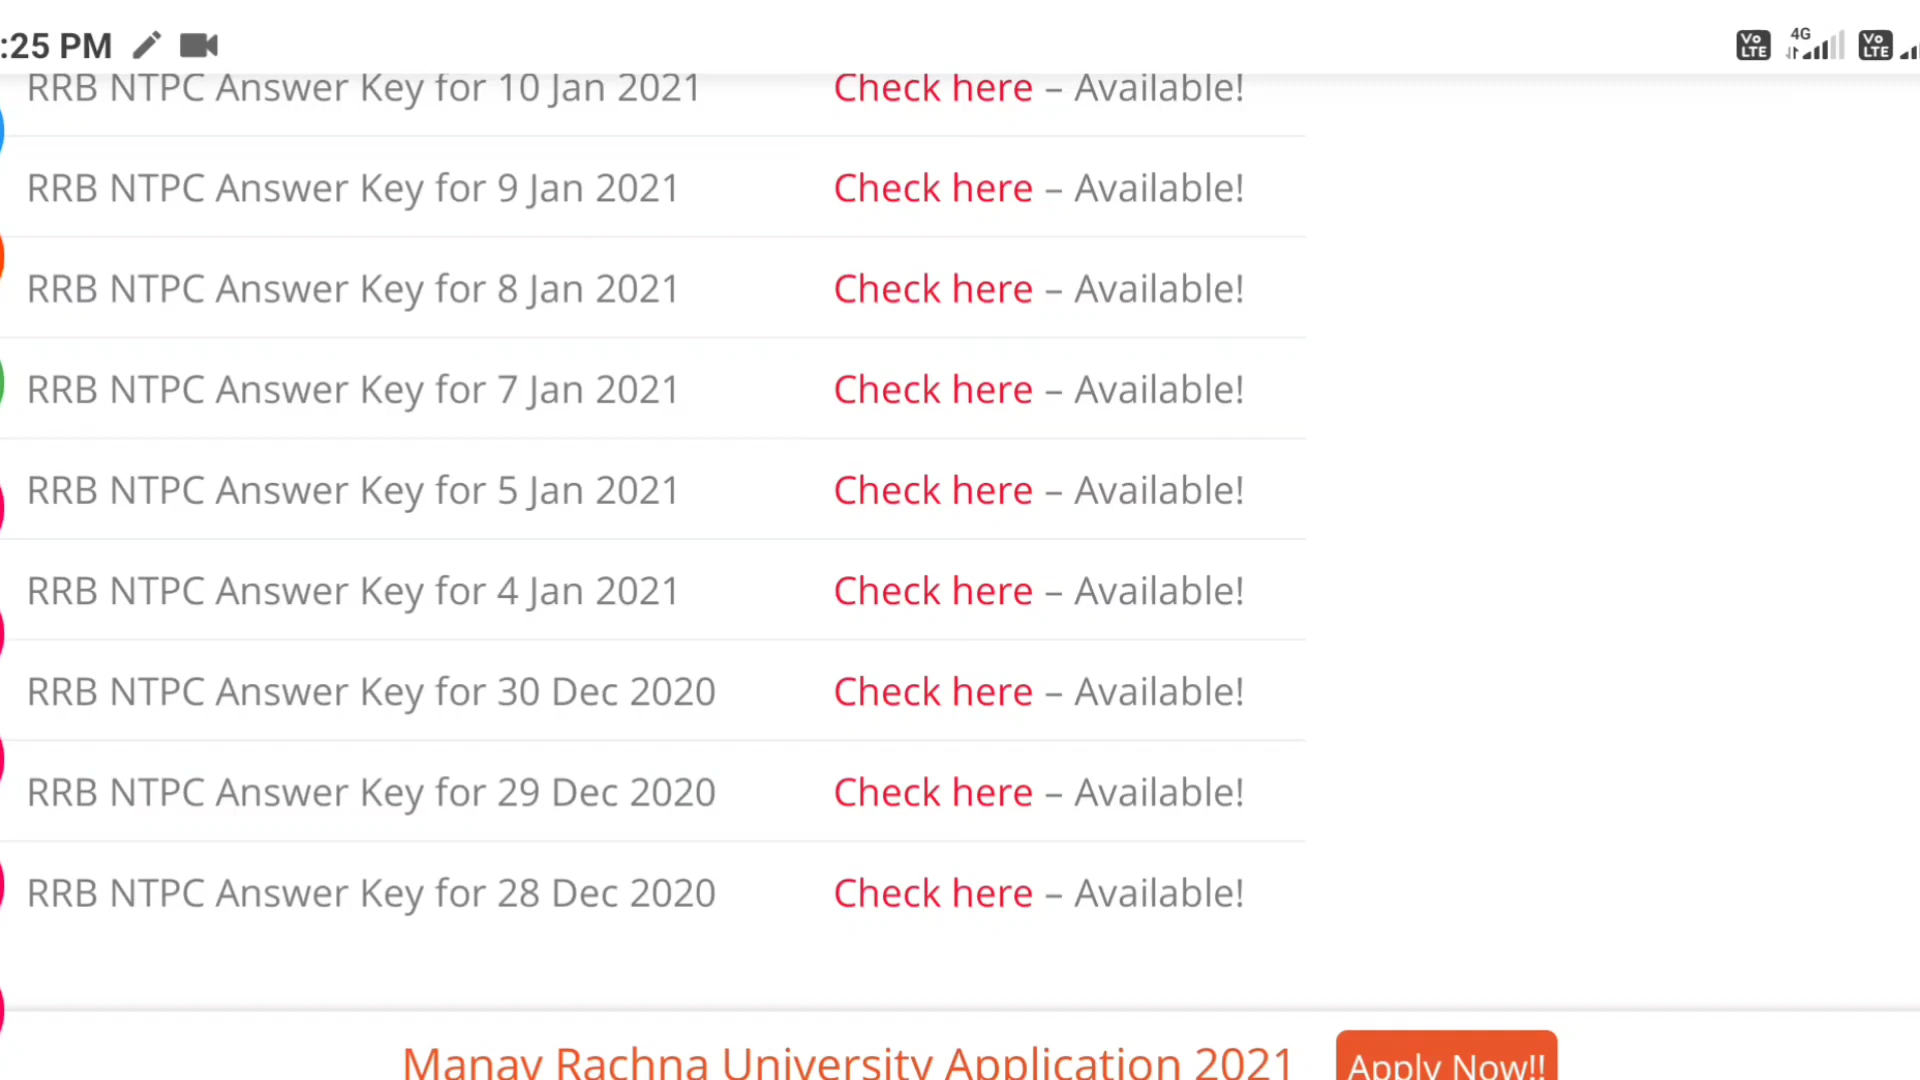 :25 PM
Vo LTE 4G Vo LTE
RRB NTPC Answer Key for 10 Jan 2021 Check here – Available!
RRB NTPC Answer Key for 9 Jan 2021 Check here – Available!
RRB NTPC Answer Key for 8 Jan 2021 Check here – Available!
RRB NTPC Answer Key for 7 Jan 2021 Check here – Available!
RRB NTPC Answer Key for 5 Jan 2021 Check here – Available!
RRB NTPC Answer Key for 4 Jan 2021 Check here – Available!
RRB NTPC Answer Key for 30 Dec 2020 Check here – Available!
RRB NTPC Answer Key for 29 Dec 2020 Check here – Available!
RRB NTPC Answer Key for 28 Dec 2020 Check here – Available!
Manav Rachna University Application 2021 Apply Now!!